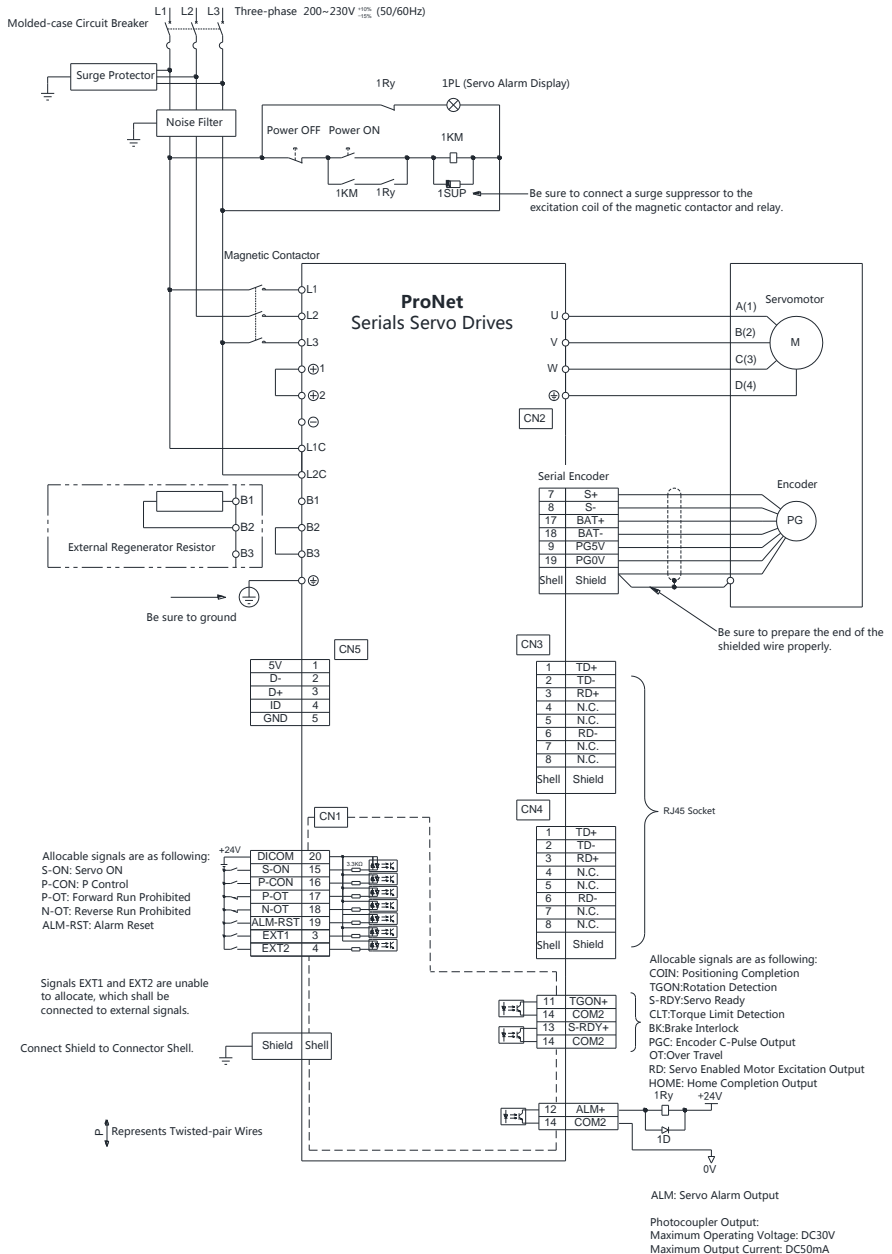 L1 L2 L3 Three-phase 200~230V +10% -15% (50/60Hz)
Molded-case Circuit Breaker
Surge Protector
Noise Filter
1Ry 1PL (Servo Alarm Display)
Power OFF Power ON
1KM
1KM 1Ry 1SUP
Be sure to connect a surge suppressor to the
excitation coil of the magnetic contactor and relay.
Magnetic Contactor
ProNet
Serials Servo Drives
L1
L2
L3
1
2
L1C
L2C
B1
B2
B3
B1
B2
B3
External Regenerator Resistor
Be sure to ground
U
V
W
A(1)
B(2)
C(3)
D(4)
Servomotor
M
CN2
Serial Encoder
7 S+
8 S-
17 BAT+
18 BAT-
9 PG5V
19 PG0V
Shell Shield
Encoder
PG
Be sure to prepare the end of the
shielded wire properly.
CN5
5V 1
D- 2
D+ 3
ID 4
GND 5
CN3
1 TD+
2 TD-
3 RD+
4 N.C.
5 N.C.
6 RD-
7 N.C.
8 N.C.
Shell Shield
CN4
1 TD+
2 TD-
3 RD+
4 N.C.
5 N.C.
6 RD-
7 N.C.
8 N.C.
Shell Shield
RJ45 Socket
CN1
Allocable signals are as following:
S-ON: Servo ON
P-CON: P Control
P-OT: Forward Run Prohibited
N-OT: Reverse Run Prohibited
ALM-RST: Alarm Reset
+24V
DICOM 20
S-ON 15
P-CON 16
P-OT 17
N-OT 18
ALM-RST 19
EXT1 3
EXT2 4
3.3KΩ
Signals EXT1 and EXT2 are unable
to allocate, which shall be
connected to external signals.
Connect Shield to Connector Shell.
Shield Shell
P Represents Twisted-pair Wires
11 TGON+
14 COM2
13 S-RDY+
14 COM2
Allocable signals are as following:
COIN: Positioning Completion
TGON:Rotation Detection
S-RDY:Servo Ready
CLT:Torque Limit Detection
BK:Brake Interlock
PGC: Encoder C-Pulse Output
OT:Over Travel
RD: Servo Enabled Motor Excitation Output
HOME: Home Completion Output
12 ALM+
14 COM2
1Ry
+24V
1D
0V
ALM: Servo Alarm Output
Photocoupler Output:
Maximum Operating Voltage: DC30V
Maximum Output Current: DC50mA